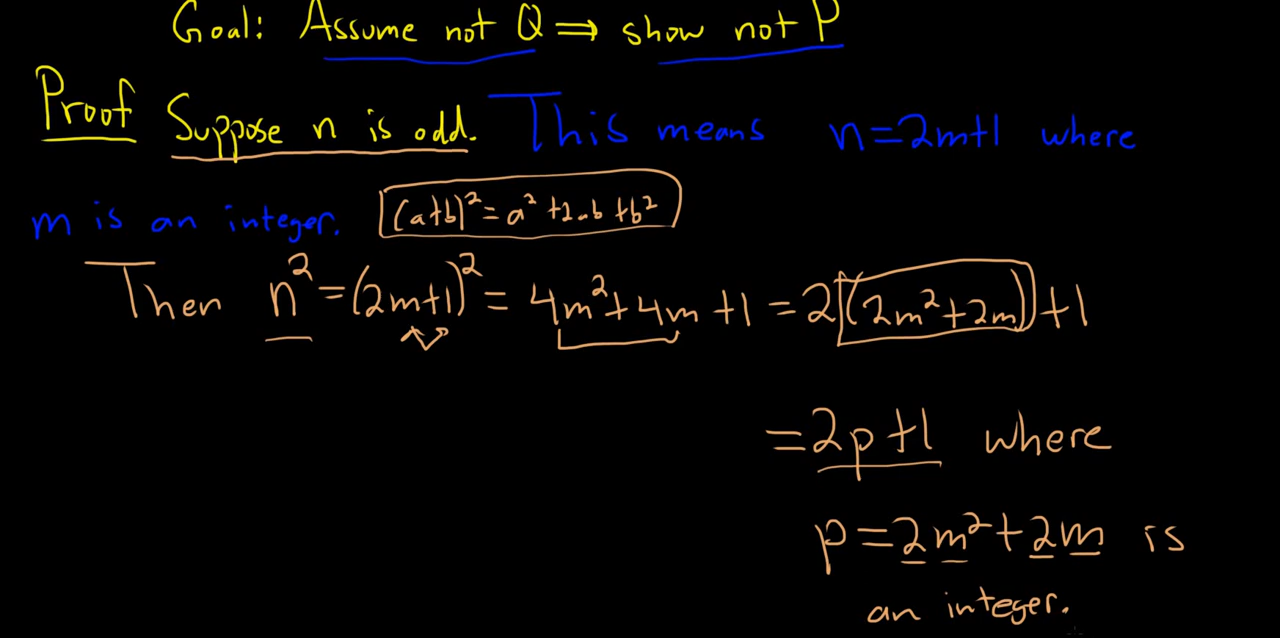 Goal: Assume not Q ⟹ show not P
Proof Suppose n is odd. This means n=2m+1 where
m is an integer. (a+b)²=a²+2ab+b²
Then n²=(2m+1)²=4m²+4m+1=2(2m²+2m)+1
=2p+1 where
p=2m²+2m is
an integer.